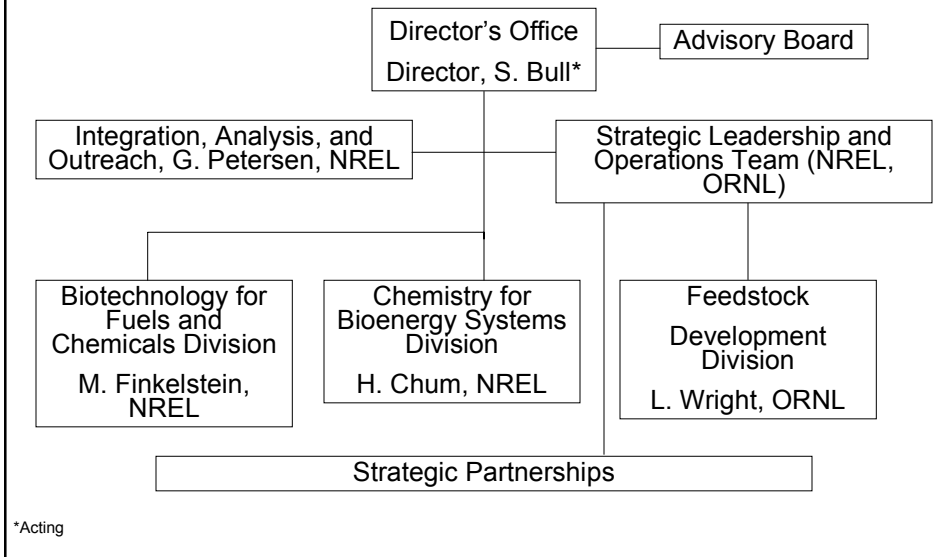 Director’s Office
Director, S. Bull*
Advisory Board
Integration, Analysis, and
Outreach, G. Petersen, NREL
Strategic Leadership and
Operations Team (NREL,
ORNL)
Biotechnology for
Fuels and
Chemicals Division
M. Finkelstein,
NREL
Chemistry for
Bioenergy Systems
Division
H. Chum, NREL
Feedstock
Development
Division
L. Wright, ORNL
Strategic Partnerships
*Acting